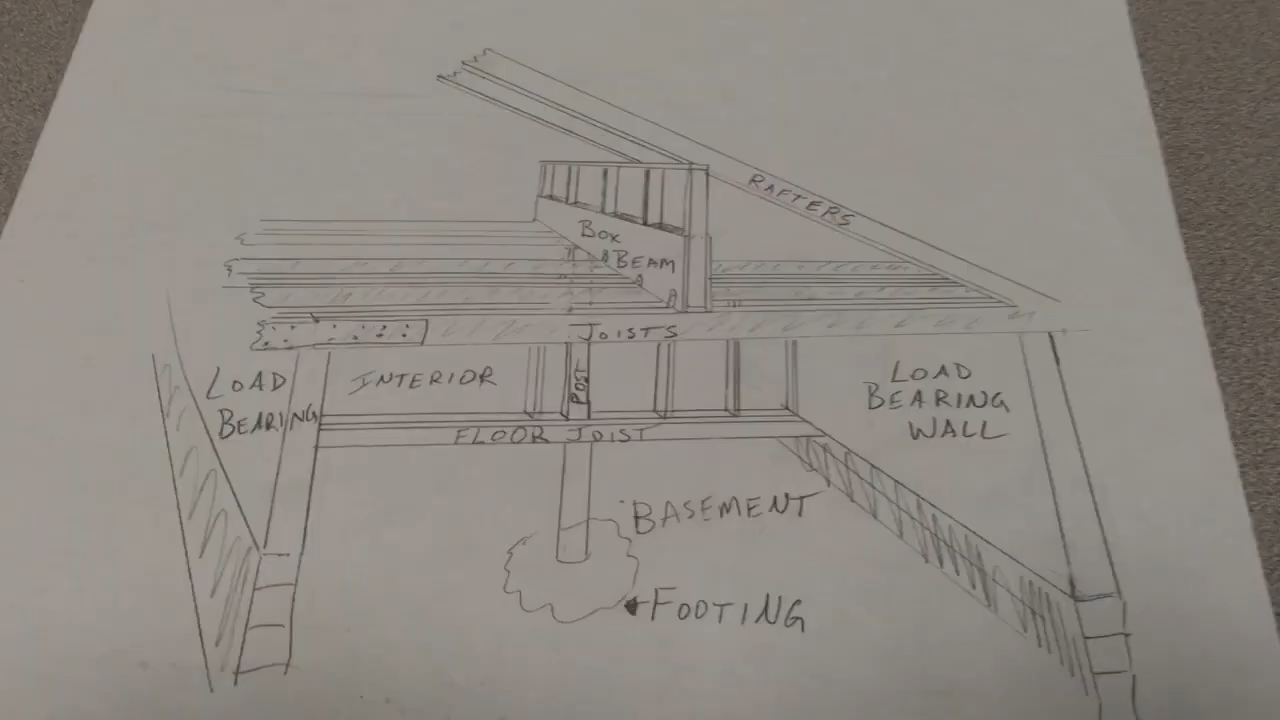 RAFTERS
BOX
BEAM
JOISTS
LOAD
BEARING
INTERIOR
POST
LOAD
BEARING
WALL
FLOOR JOIST
BASEMENT
FOOTING